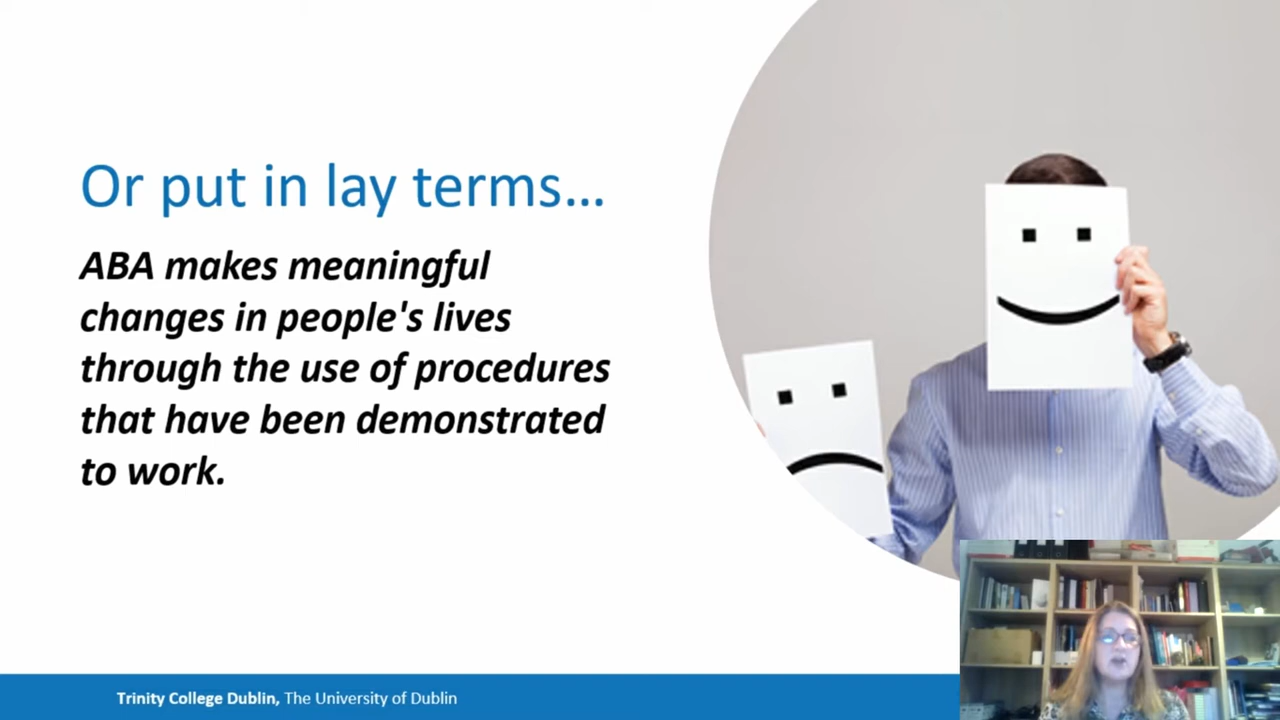 Or put in lay terms…
ABA makes meaningful
changes in people's lives
through the use of procedures
that have been demonstrated
to work.
Trinity College Dublin, The University of Dublin